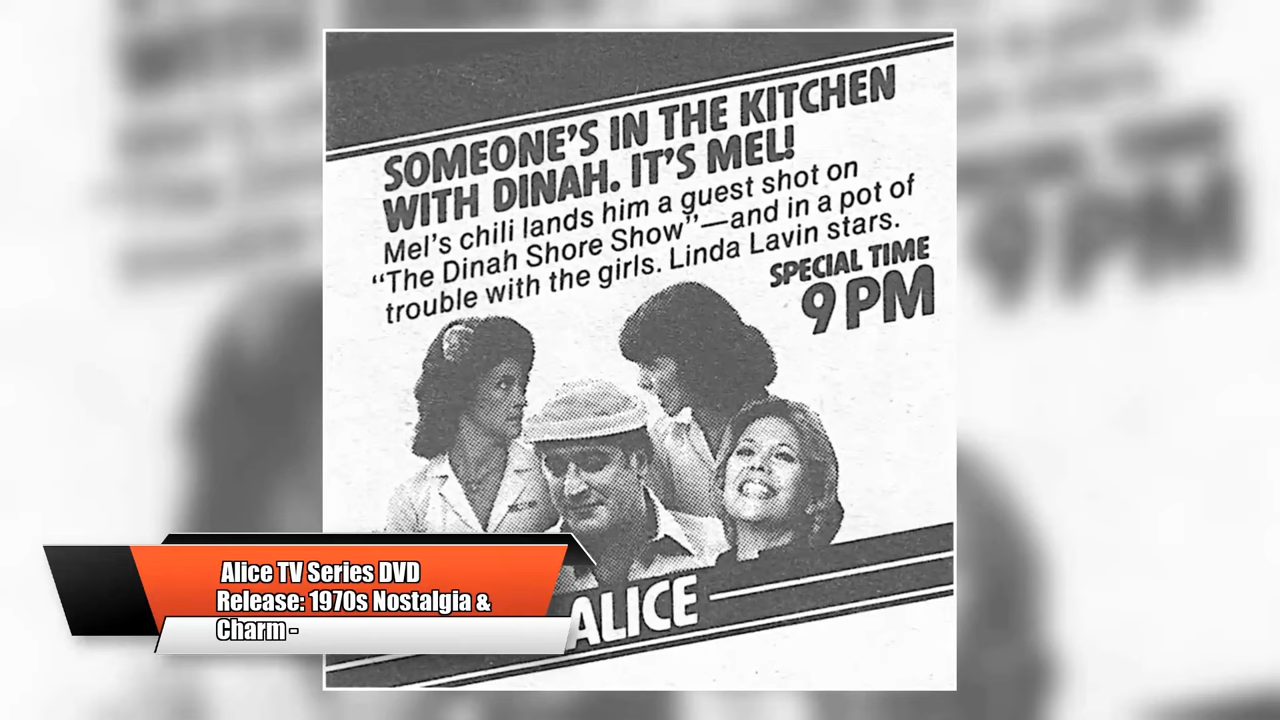 SOMEONE'S IN THE KITCHEN
WITH DINAH. IT'S MEL!
Mel's chili lands him a guest shot on
“The Dinah Shore Show”—and in a pot of
trouble with the girls. Linda Lavin stars.
SPECIAL TIME
9 PM
ALICE
Alice TV Series DVD
Release: 1970s Nostalgia &
Charm -